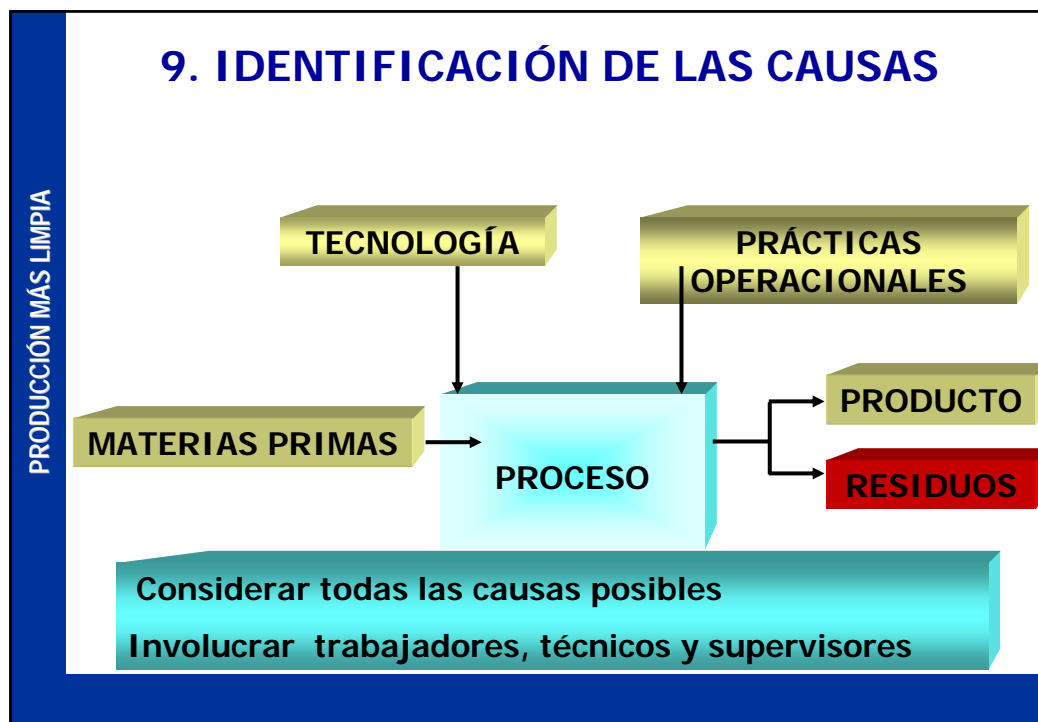 9. IDENTIFICACIÓN DE LAS CAUSAS
PRODUCCIÓN MÁS LIMPIA
TECNOLOGÍA
PRÁCTICAS
OPERACIONALES
MATERIAS PRIMAS
PROCESO
PRODUCTO
RESIDUOS
Considerar todas las causas posibles
Involucrar trabajadores, técnicos y supervisores